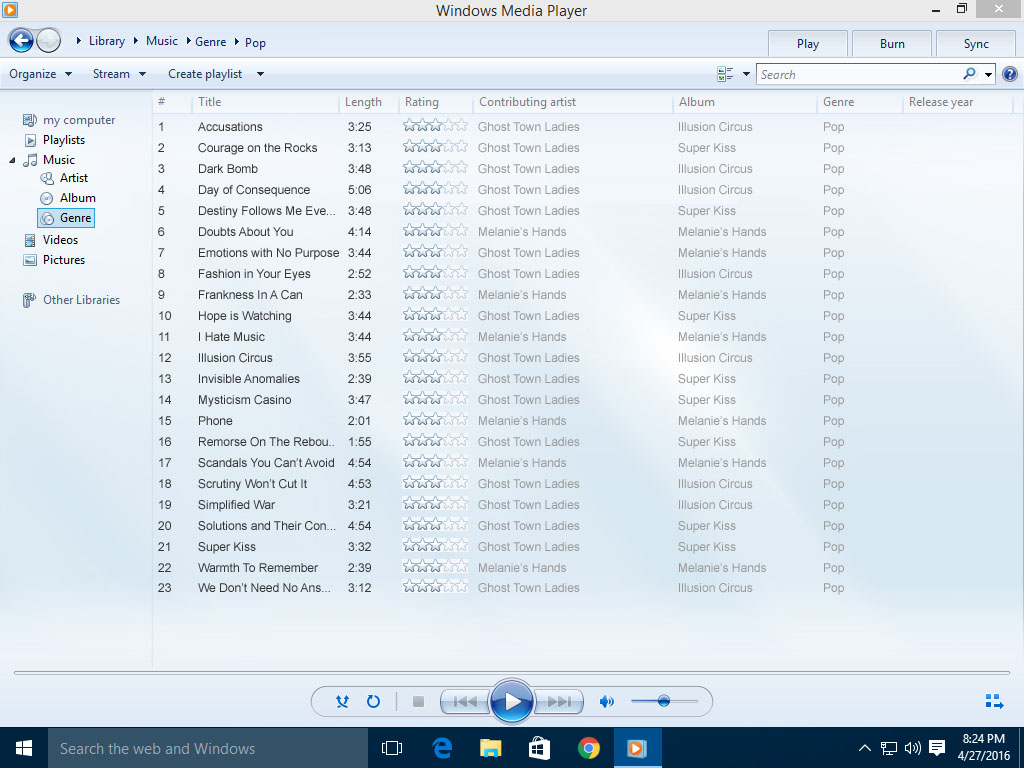 Windows Media Player
Library Music Genre Pop
Play Burn Sync
Organize Stream Create playlist Search
# Title Length Rating Contributing artist Album Genre Release year
my computer
Playlists
Music
Artist
Album
Genre
Videos
Pictures
Other Libraries
1 Accusations 3:25 Ghost Town Ladies Illusion Circus Pop
2 Courage on the Rocks 3:13 Ghost Town Ladies Super Kiss Pop
3 Dark Bomb 3:48 Ghost Town Ladies Illusion Circus Pop
4 Day of Consequence 5:06 Ghost Town Ladies Illusion Circus Pop
5 Destiny Follows Me Eve... 3:48 Ghost Town Ladies Super Kiss Pop
6 Doubts About You 4:14 Melanie's Hands Melanie's Hands Pop
7 Emotions with No Purpose 3:44 Ghost Town Ladies Melanie's Hands Pop
8 Fashion in Your Eyes 2:52 Ghost Town Ladies Illusion Circus Pop
9 Frankness In A Can 2:33 Melanie's Hands Melanie's Hands Pop
10 Hope is Watching 3:44 Ghost Town Ladies Super Kiss Pop
11 I Hate Music 3:44 Melanie's Hands Melanie's Hands Pop
12 Illusion Circus 3:55 Ghost Town Ladies Illusion Circus Pop
13 Invisible Anomalies 2:39 Ghost Town Ladies Super Kiss Pop
14 Mysticism Casino 3:47 Ghost Town Ladies Super Kiss Pop
15 Phone 2:01 Melanie's Hands Melanie's Hands Pop
16 Remorse On The Rebou.. 1:55 Ghost Town Ladies Super Kiss Pop
17 Scandals You Can't Avoid 4:54 Melanie's Hands Melanie's Hands Pop
18 Scrutiny Won't Cut It 4:53 Ghost Town Ladies Illusion Circus Pop
19 Simplified War 3:21 Ghost Town Ladies Illusion Circus Pop
20 Solutions and Their Con... 4:54 Ghost Town Ladies Super Kiss Pop
21 Super Kiss 3:32 Ghost Town Ladies Super Kiss Pop
22 Warmth To Remember 2:39 Melanie's Hands Melanie's Hands Pop
23 We Don't Need No Ans... 3:12 Ghost Town Ladies Illusion Circus Pop
Search the web and Windows
8:24 PM
4/27/2016